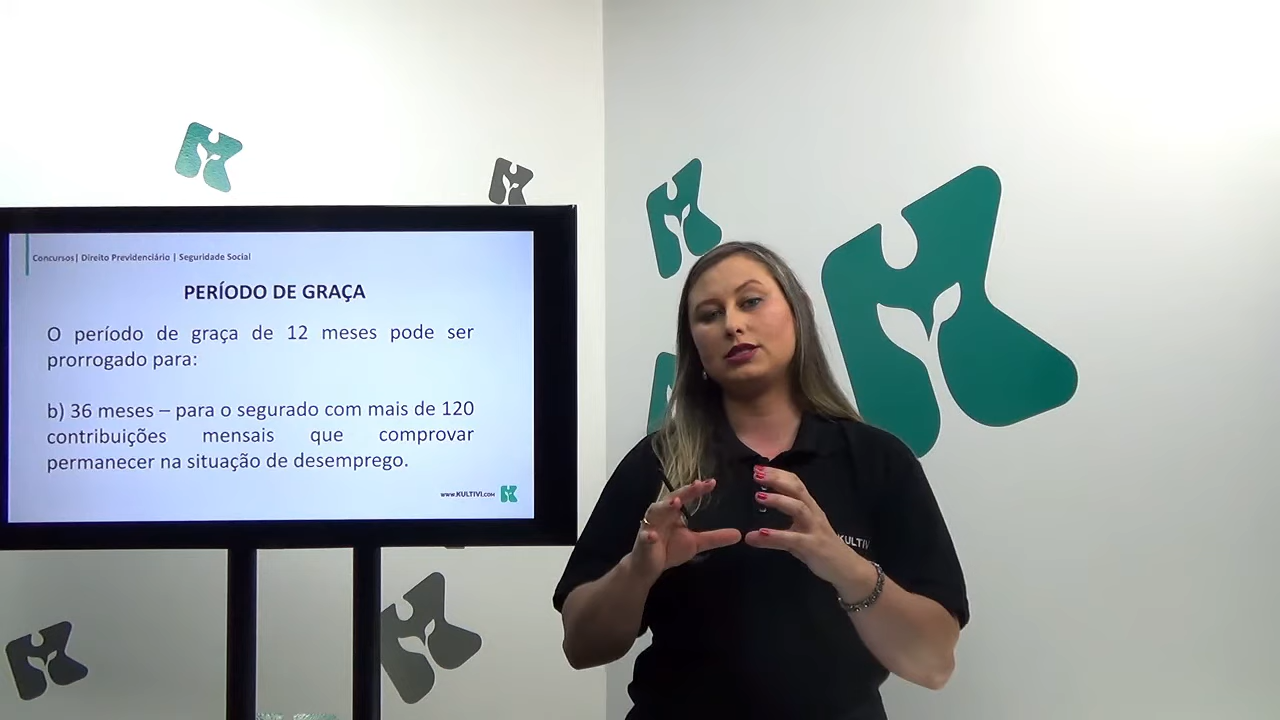 Concursos| Direito Previdenciário | Seguridade Social
PERÍODO DE GRAÇA
O período de graça de 12 meses pode ser
prorrogado para:
b) 36 meses – para o segurado com mais de 120
contribuições mensais que comprovar
permanecer na situação de desemprego.
www.KULTIVI.com
KULTIVI